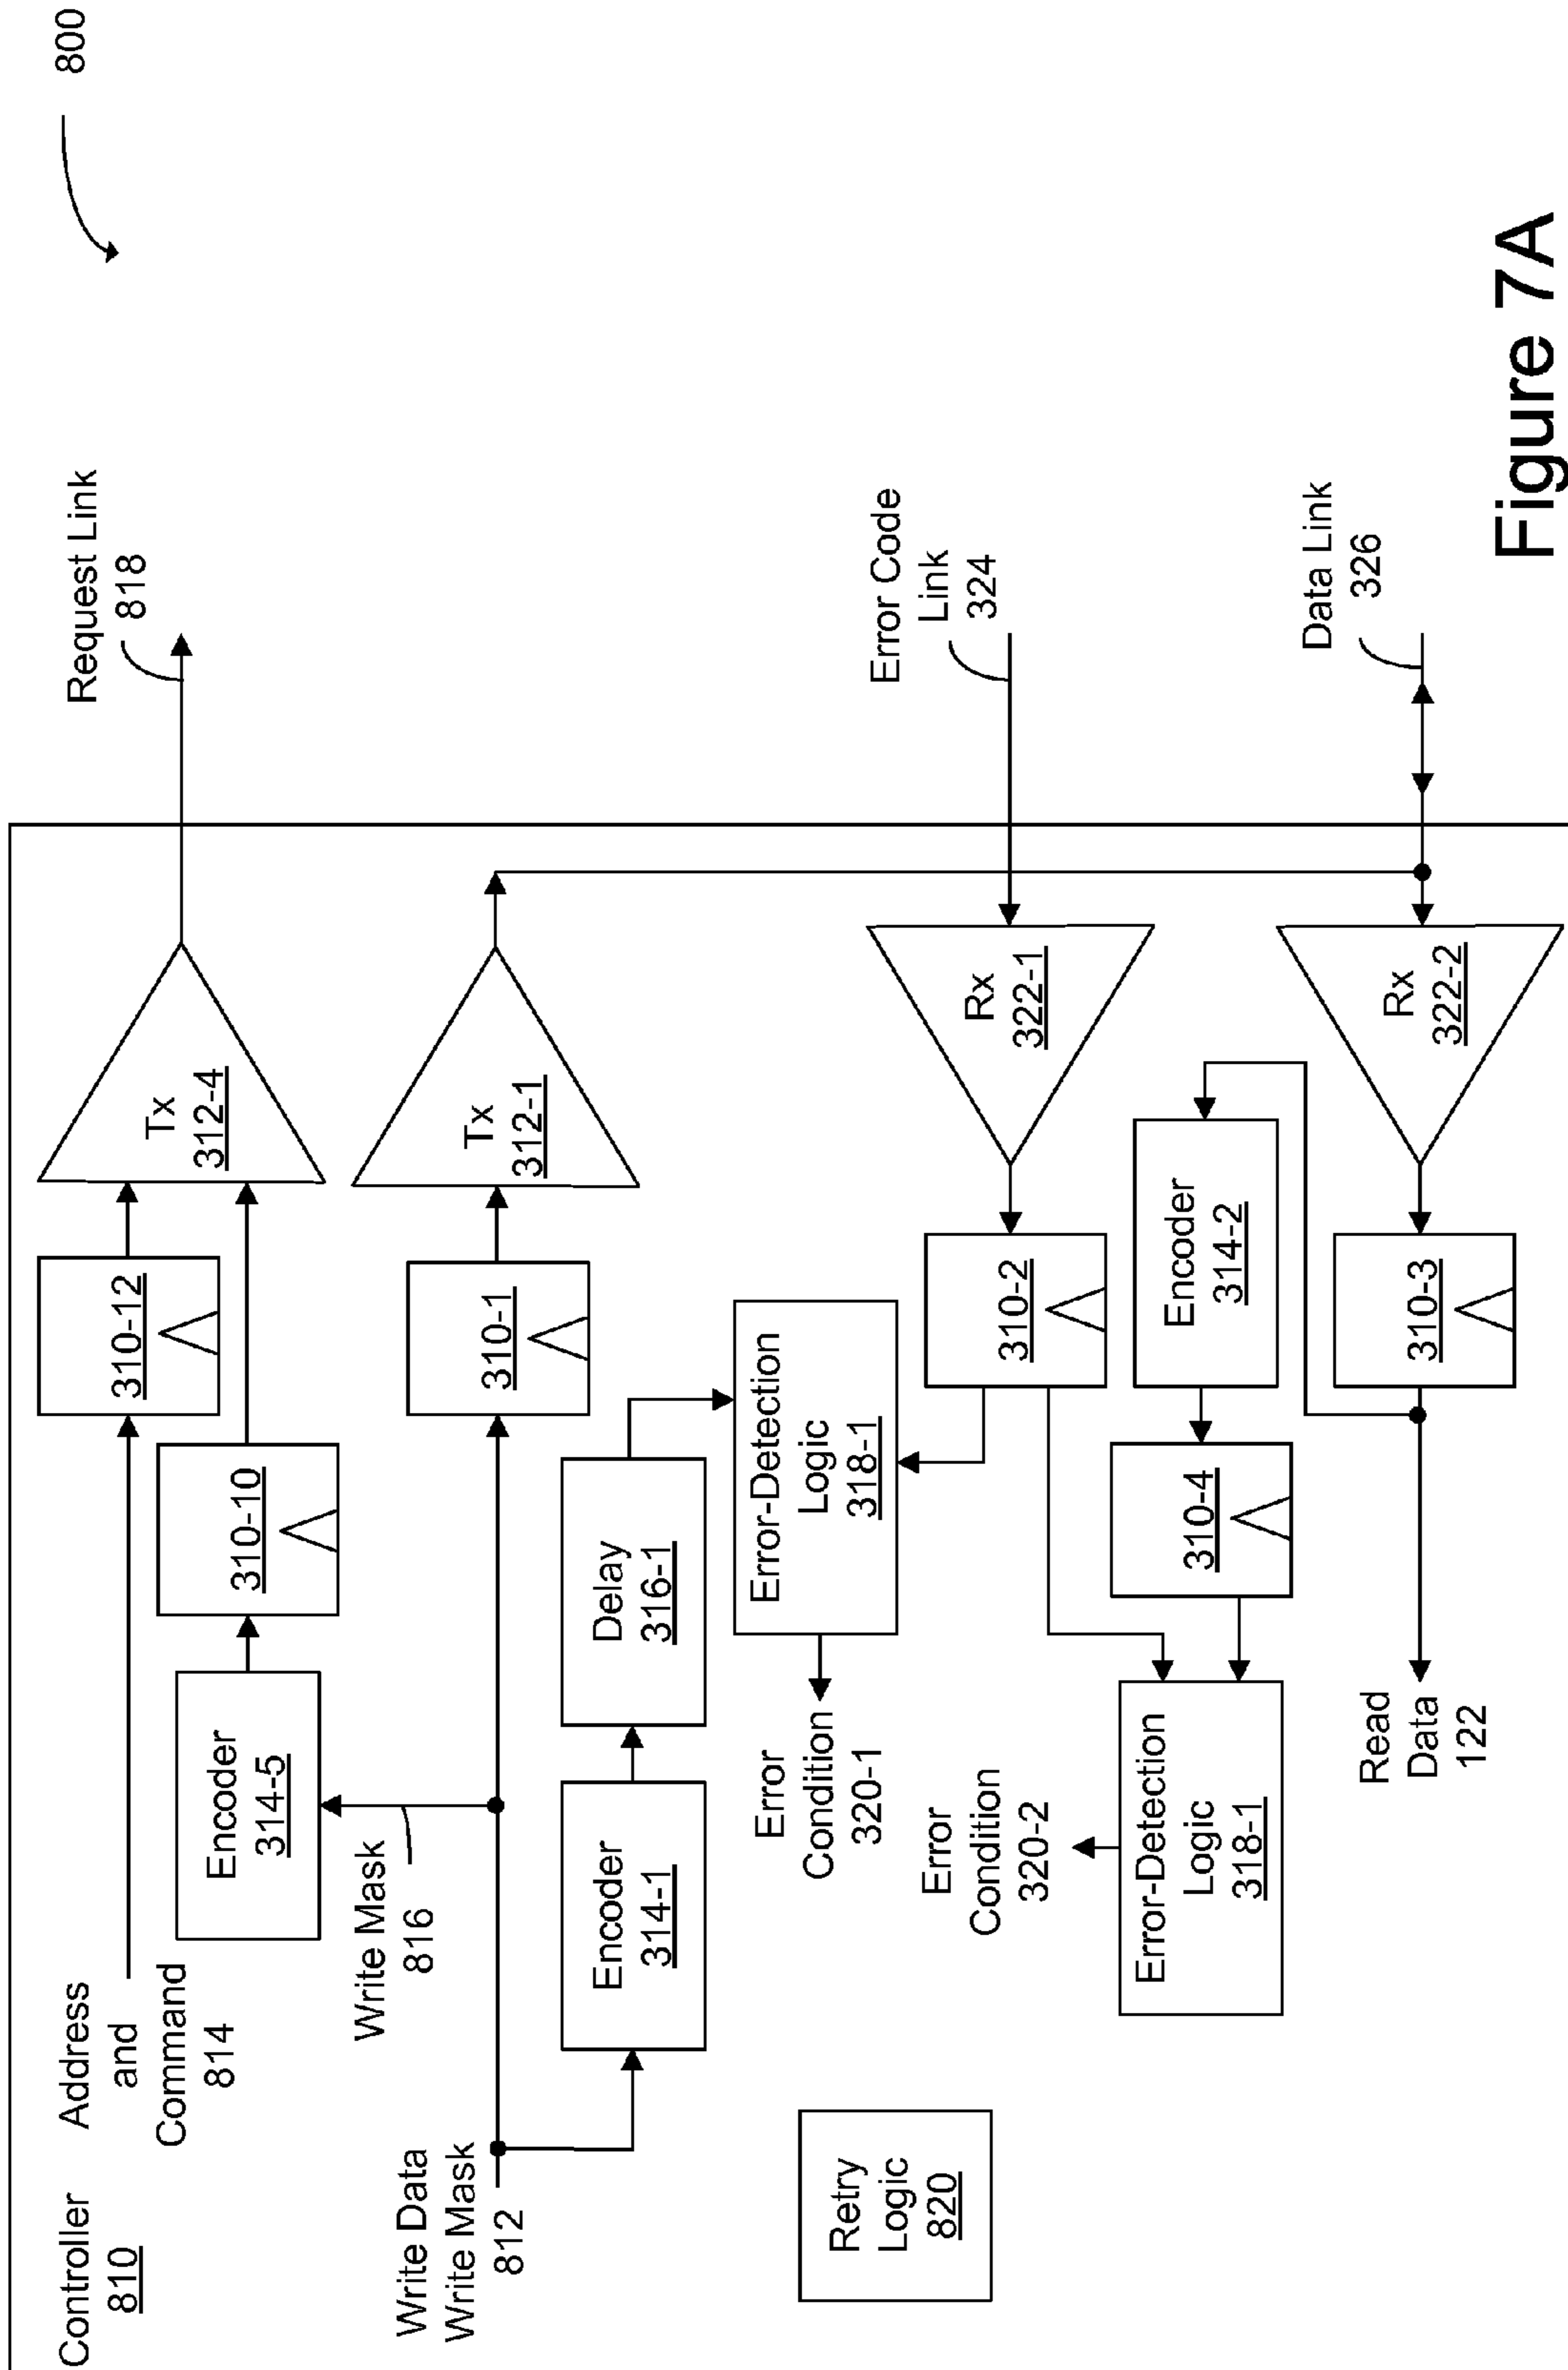 800
Controller
810
Address
and
Command
814
Request Link
818
Encoder
314-5
310-10
310-12
Tx
312-4
Write Mask
816
Write Data
Write Mask
812
310-1
Tx
312-1
Encoder
314-1
Delay
316-1
Error-Detection
Logic
318-1
Error
Condition
320-1
Retry
Logic
820
Error Code
Link
324
Rx
322-1
310-2
Error
Condition
320-2
Error-Detection
Logic
318-1
310-4
Encoder
314-2
Data Link
326
Rx
322-2
310-3
Read
Data
122
Figure 7A